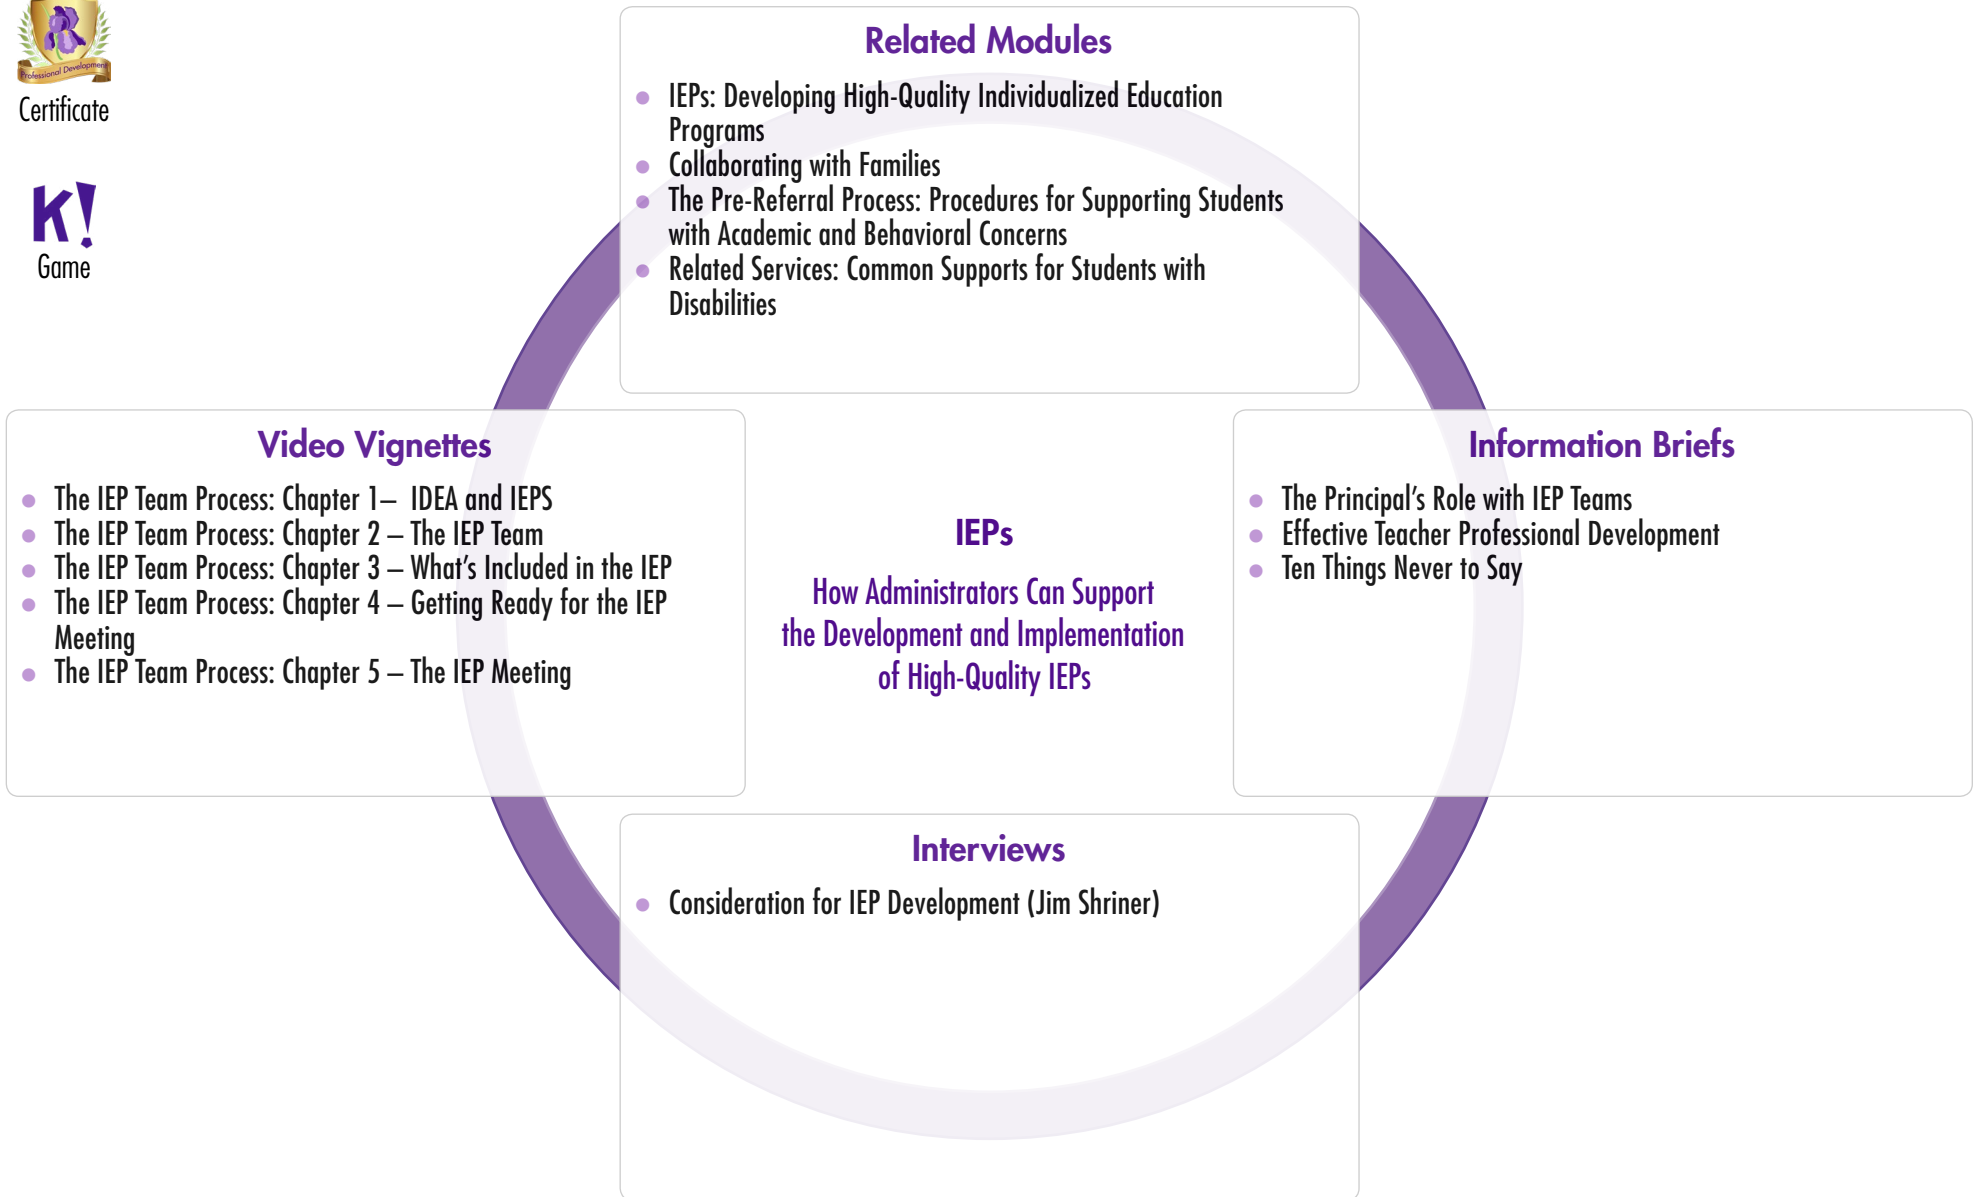 Professional Development
Certificate
K!
Game
Related Modules
IEPs: Developing High-Quality Individualized Education
Programs
Collaborating with Families
The Pre-Referral Process: Procedures for Supporting Students
with Academic and Behavioral Concerns
Related Services: Common Supports for Students with
Disabilities
Video Vignettes
The IEP Team Process: Chapter 1– IDEA and IEPS
The IEP Team Process: Chapter 2 – The IEP Team
The IEP Team Process: Chapter 3 – What’s Included in the IEP
The IEP Team Process: Chapter 4 – Getting Ready for the IEP
Meeting
The IEP Team Process: Chapter 5 – The IEP Meeting
IEPs
How Administrators Can Support
the Development and Implementation
of High-Quality IEPs
Information Briefs
The Principal’s Role with IEP Teams
Effective Teacher Professional Development
Ten Things Never to Say
Interviews
Consideration for IEP Development (Jim Shriner)